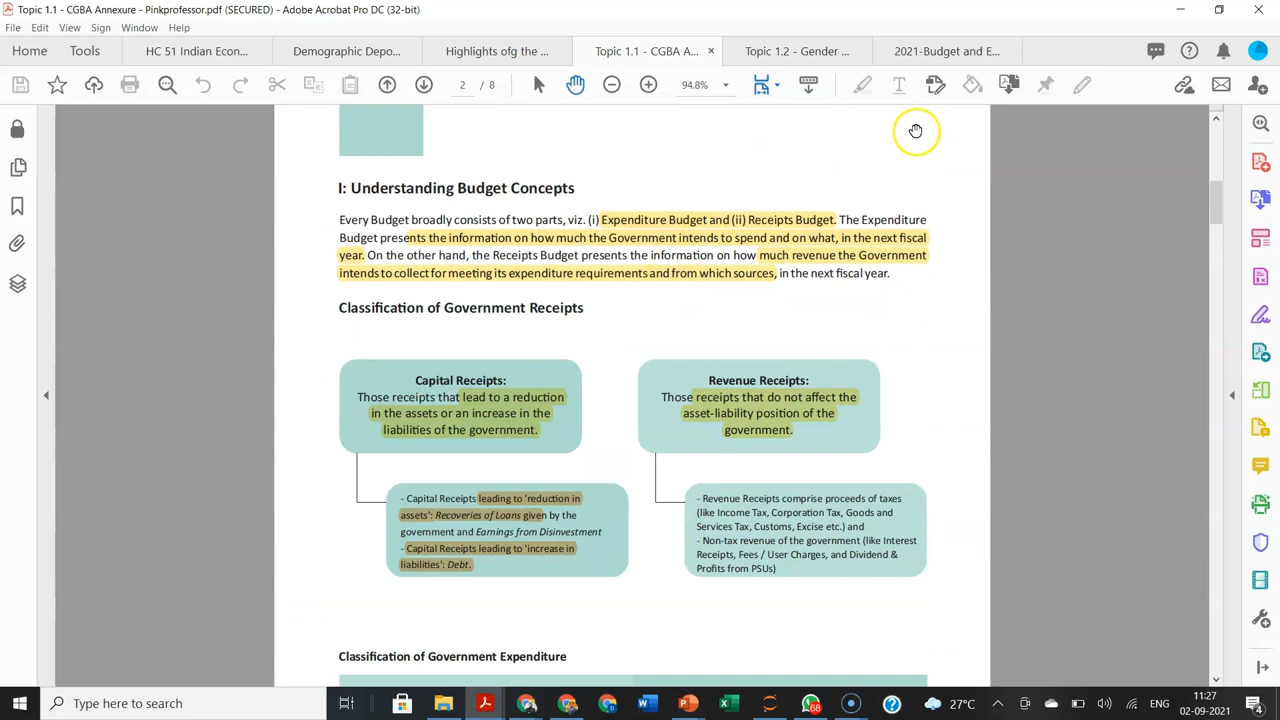 Topic 1.1 - CGBA Annexure - Pinkprofessor.pdf (SECURED) - Adobe Acrobat Pro DC (32-bit)
File Edit View Sign Window Help
Home Tools HC 51 Indian Econ... Demographic Depo... Highlights ofg the ... Topic 1.1 - CGBA A... × Topic 1.2 - Gender ... 2021-Budget and E...
2 / 8 94.8%
I: Understanding Budget Concepts
Every Budget broadly consists of two parts, viz. (i) Expenditure Budget and (ii) Receipts Budget. The Expenditure
Budget presents the information on how much the Government intends to spend and on what, in the next fiscal
year. On the other hand, the Receipts Budget presents the information on how much revenue the Government
intends to collect for meeting its expenditure requirements and from which sources, in the next fiscal year.
Classification of Government Receipts
Capital Receipts:
Those receipts that lead to a reduction
in the assets or an increase in the
liabilities of the government.
Revenue Receipts:
Those receipts that do not affect the
asset-liability position of the
government.
- Capital Receipts leading to 'reduction in
assets': Recoveries of Loans given by the
government and Earnings from Disinvestment
- Capital Receipts leading to 'increase in
liabilities': Debt.
- Revenue Receipts comprise proceeds of taxes
(like Income Tax, Corporation Tax, Goods and
Services Tax, Customs, Excise etc.) and
- Non-tax revenue of the government (like Interest
Receipts, Fees / User Charges, and Dividend &
Profits from PSUs)
Classification of Government Expenditure
Type here to search
68
27°C
ENG
11:27
02-09-2021
4